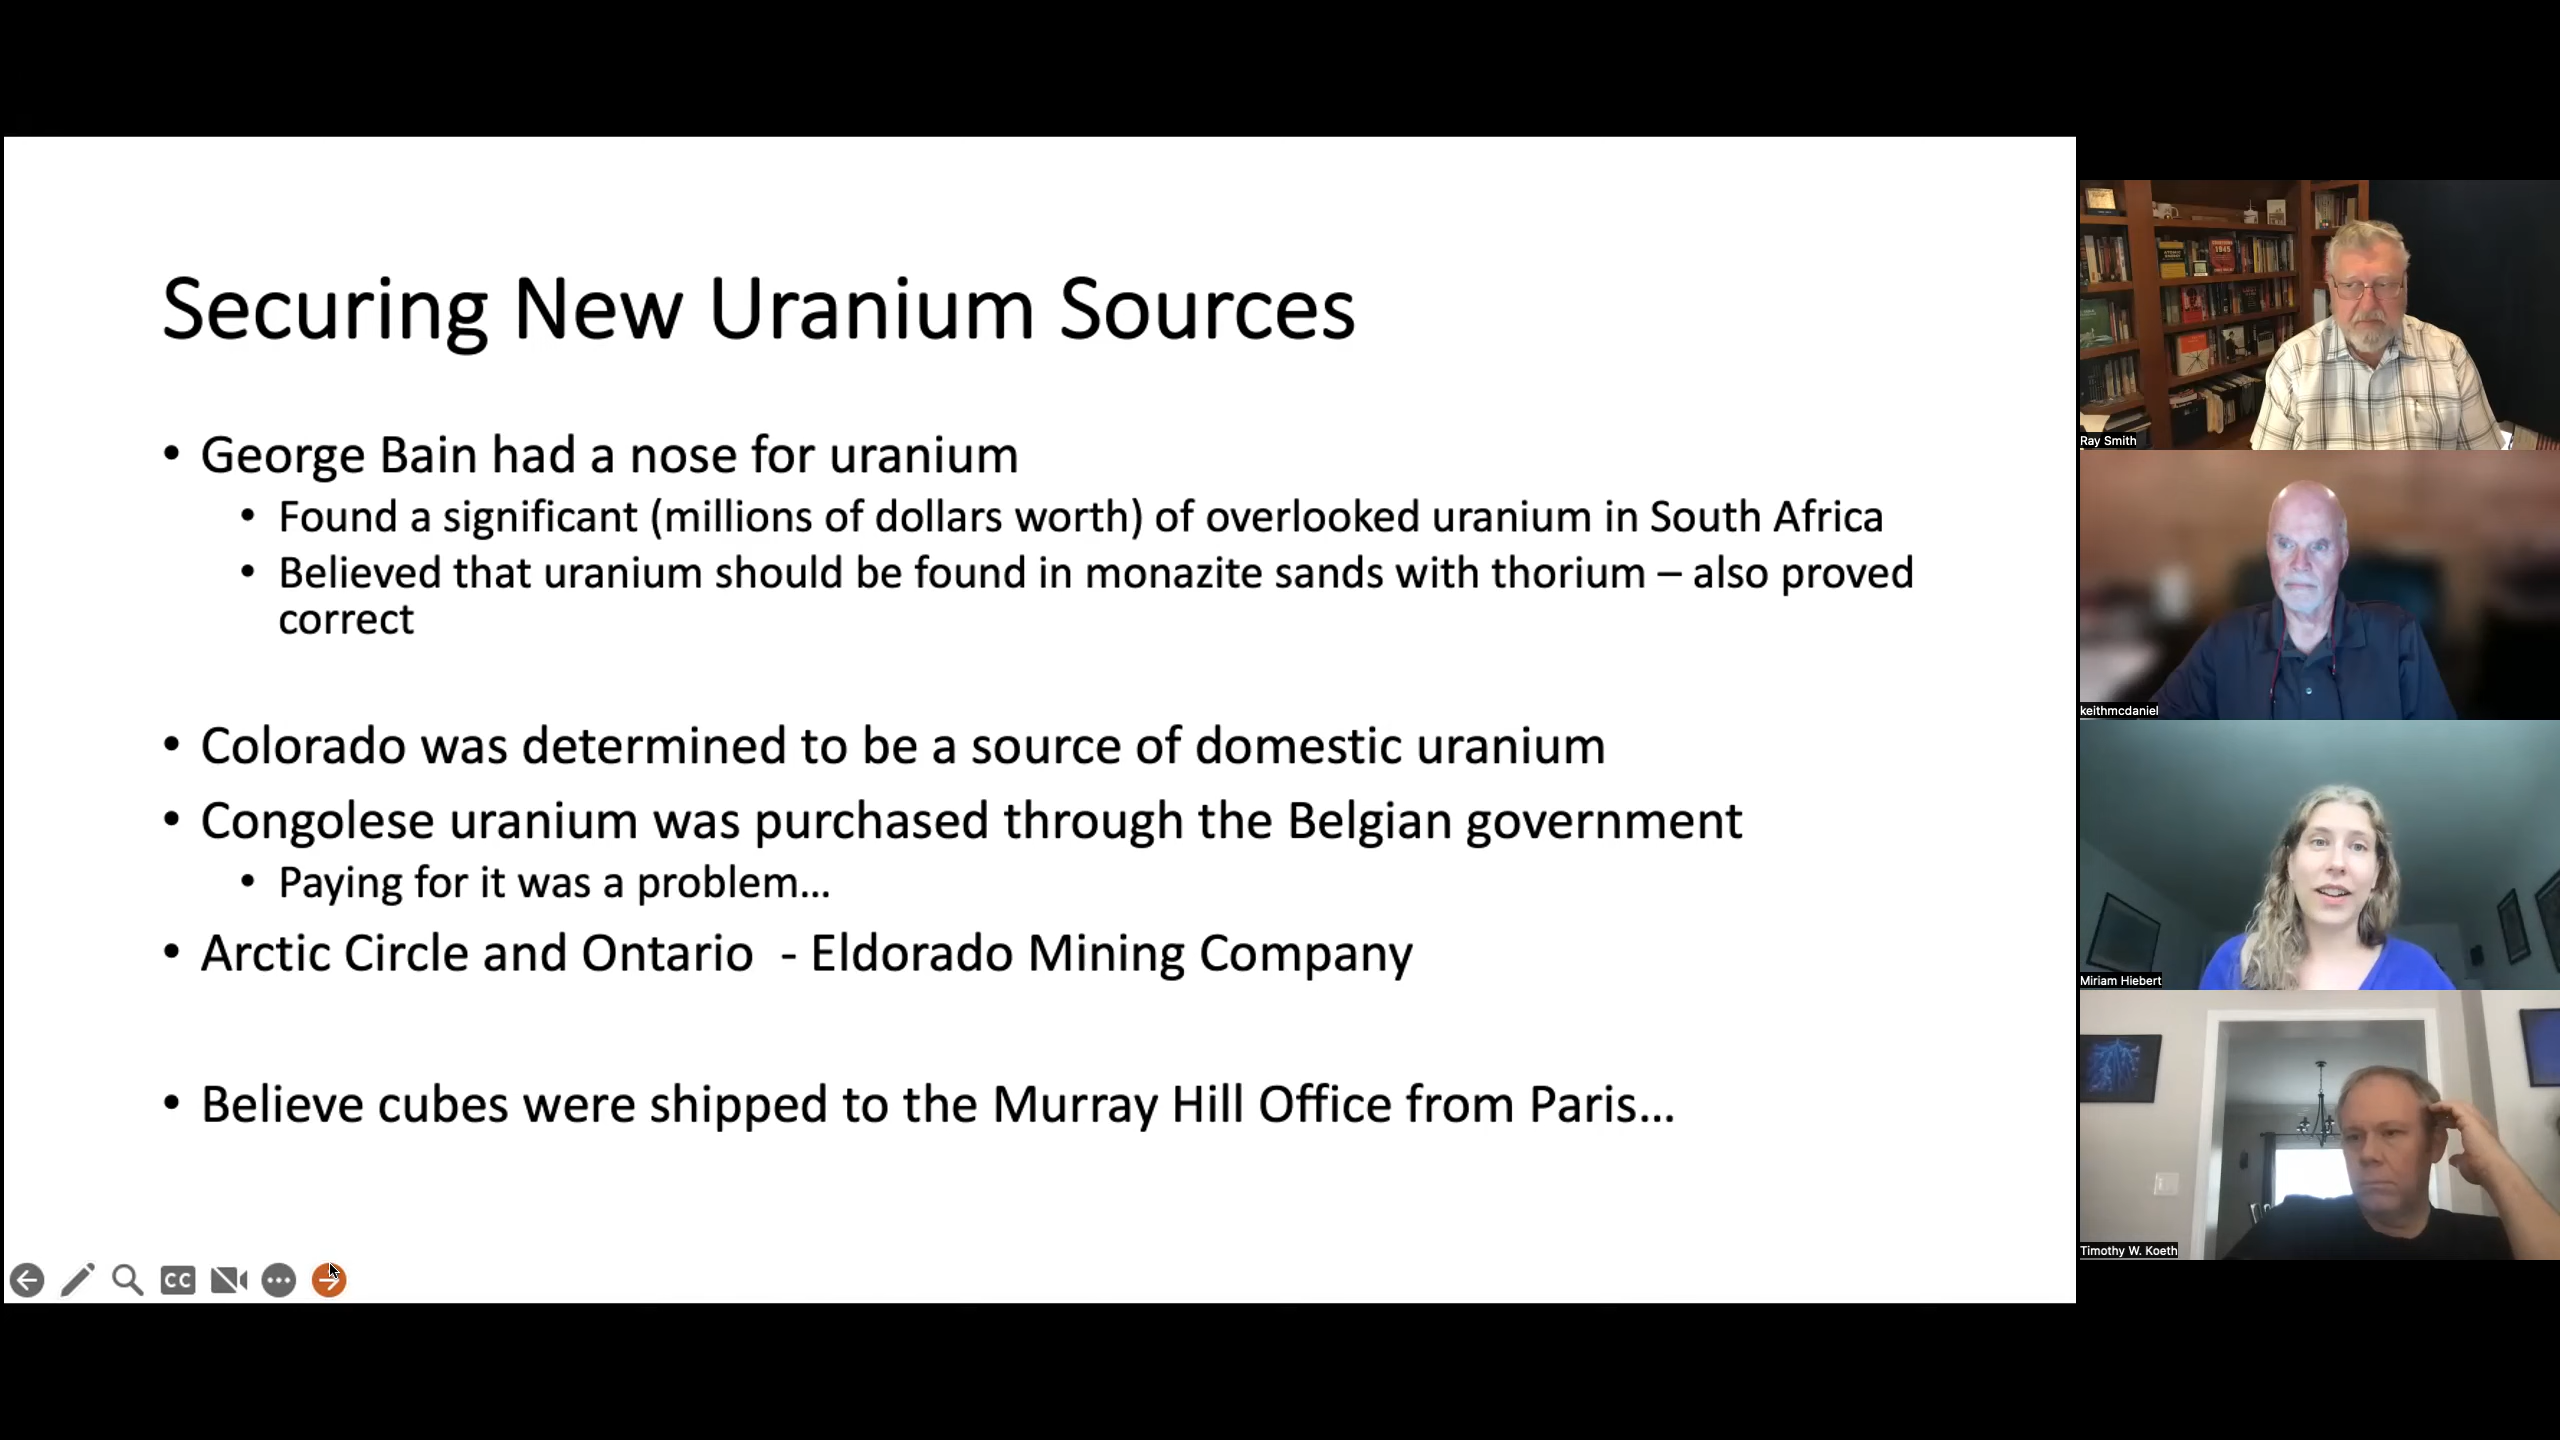 Securing New Uranium Sources
• George Bain had a nose for uranium
• Found a significant (millions of dollars worth) of overlooked uranium in South Africa
• Believed that uranium should be found in monazite sands with thorium – also proved
correct
• Colorado was determined to be a source of domestic uranium
• Congolese uranium was purchased through the Belgian government
• Paying for it was a problem...
• Arctic Circle and Ontario  - Eldorado Mining Company
• Believe cubes were shipped to the Murray Hill Office from Paris...
CC
Ray Smith
keithmcdaniel
Miriam Hiebert
Timothy W. Koeth